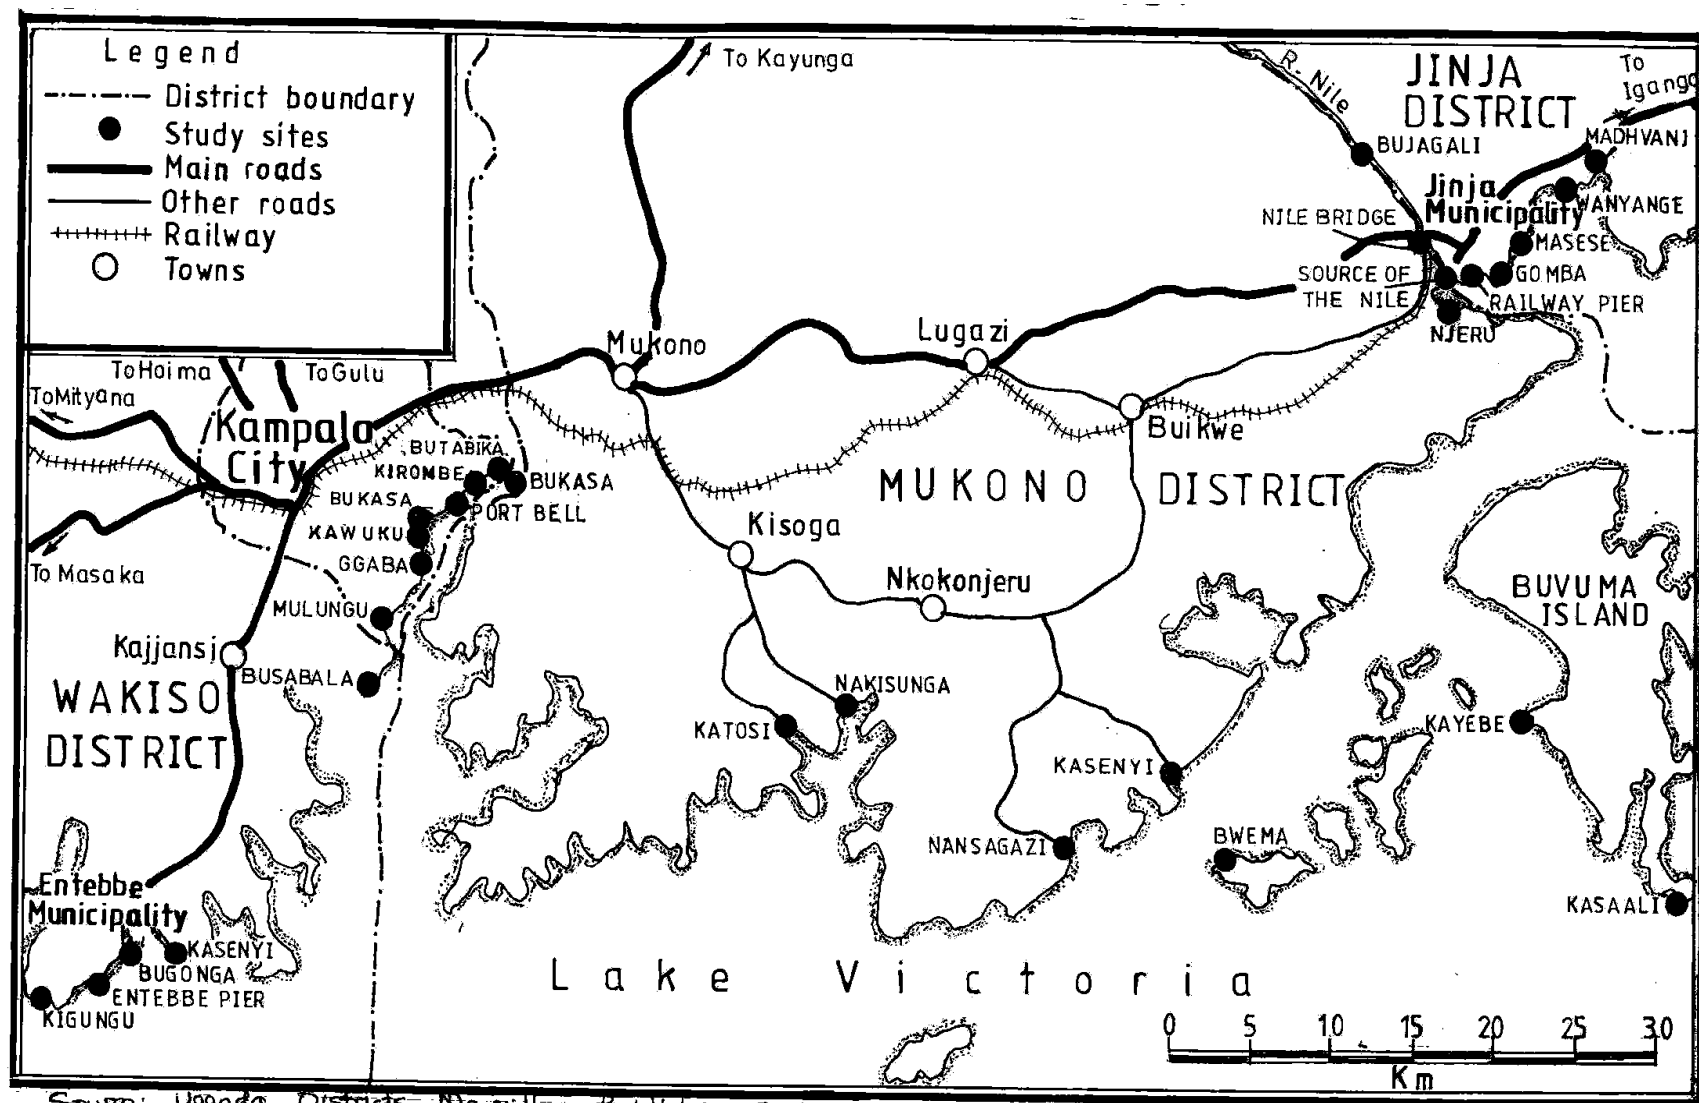 Legend
District boundary
Study sites
Main roads
Other roads
Railway
Towns
To Kayunga
R. Nile
JINJA
DISTRICT
To
Iganga
BUJAGALI
MADHVANI
Jinja
Municipality
WANYANGE
NILE BRIDGE
MASESE
SOURCE OF
THE NILE
GOMBA
RAILWAY PIER
NJERU
Mukono
Lugazi
To Hoima
To Gulu
To Mityana
Kampala
City
Buikwe
BUTABIKA
KIROMBE
BUKASA
BUKASA
PORT BELL
MUKONO DISTRICT
KAWUKU
Kisoga
GGABA
To Masaka
Nkokonjeru
BUVUMA
ISLAND
MULUNGU
Kajjansi
BUSABALA
WAKISO
DISTRICT
NAKISUNGA
KATOSI
KAYEBE
KASENYI
NANSAGAZI
BWEMA
Entebbe
Municipality
KASAALI
KASENYI
BUGONGA
ENTEBBE PIER
KIGUNGU
Lake Victoria
0 5 10 15 20 25 30
Km